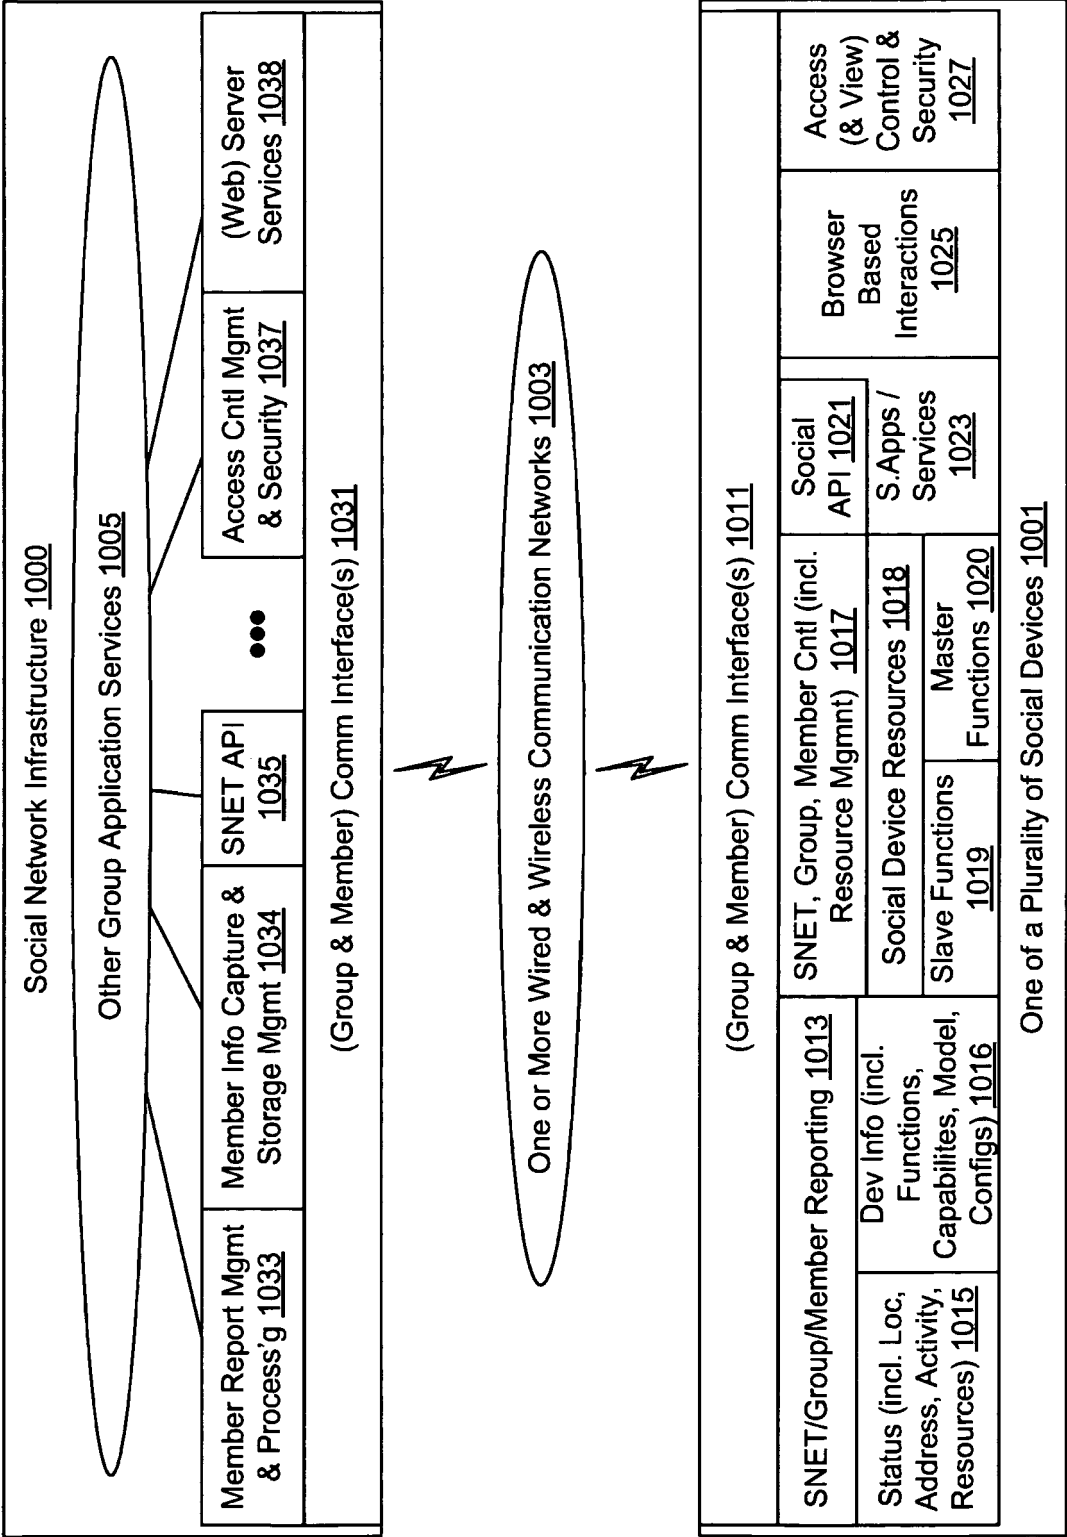 Social Network Infrastructure 1000
Other Group Application Services 1005
Member Report Mgmt
& Process'g 1033
Member Info Capture &
Storage Mgmt 1034
SNET API
1035
Access Cntl Mgmt
& Security 1037
(Web) Server
Services 1038
(Group & Member) Comm Interface(s) 1031
One or More Wired & Wireless Communication Networks 1003
(Group & Member) Comm Interface(s) 1011
SNET/Group/Member Reporting 1013
Status (incl. Loc,
Address, Activity,
Resources) 1015
Dev Info (incl.
Functions,
Capabilites, Model,
Configs) 1016
SNET, Group, Member Cntl (incl.
Resource Mgmnt) 1017
Social Device Resources 1018
Slave Functions
1019
Master
Functions 1020
Social
API 1021
S.Apps /
Services
1023
Browser
Based
Interactions
1025
Access
(& View)
Control &
Security
1027
One of a Plurality of Social Devices 1001